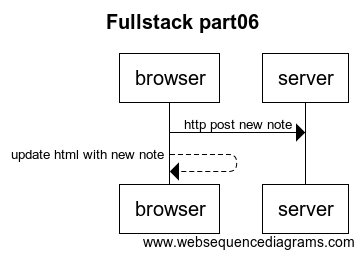 Fullstack part06
browser
server
http post new note
update html with new note
browser
server
www.websequencediagrams.com